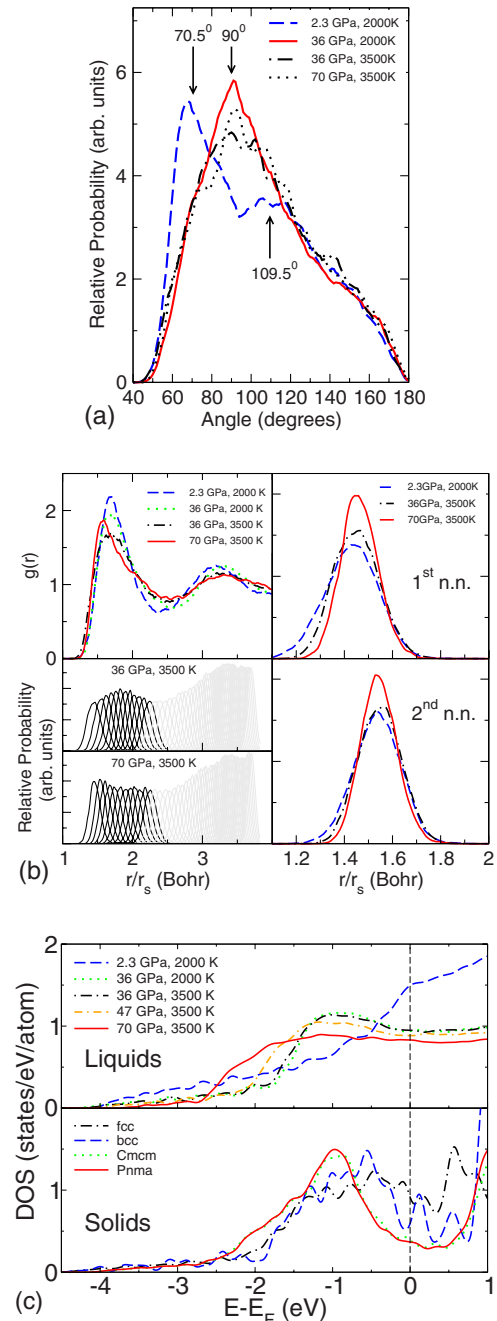 70.5⁰ 90⁰
2.3 GPa, 2000K
36 GPa, 2000K
36 GPa, 3500K
70 GPa, 3500K
109.5⁰
Relative Probability (arb. units)
6
4
2
0
40 60 80 100 120 140 160 180
Angle (degrees)
(a)
2.3 GPa, 2000 K
36 GPa, 2000 K
36 GPa, 3500 K
70 GPa, 3500 K
g(r)
2
1
0
2.3GPa, 2000K
36GPa, 3500K
70GPa, 3500K
1st n.n.
36 GPa, 3500 K
70 GPa, 3500 K
Relative Probability
(arb. units)
2nd n.n.
1 2 3
r/rs (Bohr)
1.2 1.4 1.6 1.8 2
r/rs (Bohr)
(b)
2.3 GPa, 2000 K
36 GPa, 2000 K
36 GPa, 3500 K
47 GPa, 3500 K
70 GPa, 3500 K
Liquids
2
1
0
fcc
bcc
Cmcm
Pnma
Solids
1
0
DOS (states/eV/atom)
-4 -3 -2 -1 0 1
E-EF (eV)
(c)